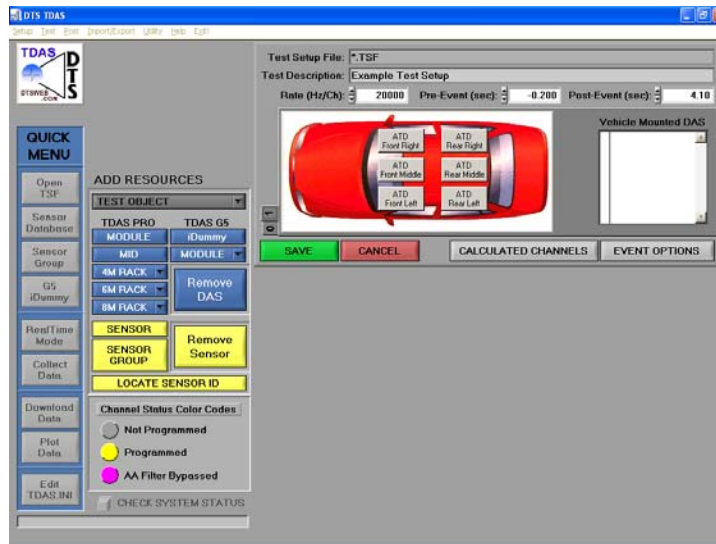 DTS TDAS
Setup Test Post Import/Export Utility Help Exit!
TDAS
DTS
DTSWEB
.COM
Test Setup File: *.TSF
Test Description: Example Test Setup
Rate (Hz/Ch): 20000 Pre-Event (sec): -0.200 Post-Event (sec): 4.10
Vehicle Mounted DAS
ATD Front Right
ATD Rear Right
ATD Front Middle
ATD Rear Middle
ATD Front Left
ATD Rear Left
SAVE CANCEL CALCULATED CHANNELS EVENT OPTIONS
QUICK
MENU
Open
TSF
Sensor
Database
Sensor
Group
G5
iDummy
RealTime
Mode
Collect
Data
Download
Data
Plot
Data
Edit
TDAS.INI
ADD RESOURCES
TEST OBJECT
TDAS PRO TDAS G5
MODULE iDummy
MID MODULE
4M RACK
6M RACK
8M RACK
Remove
DAS
SENSOR
SENSOR
GROUP
Remove
Sensor
LOCATE SENSOR ID
Channel Status Color Codes
Not Programmed
Programmed
AA Filter Bypassed
CHECK SYSTEM STATUS